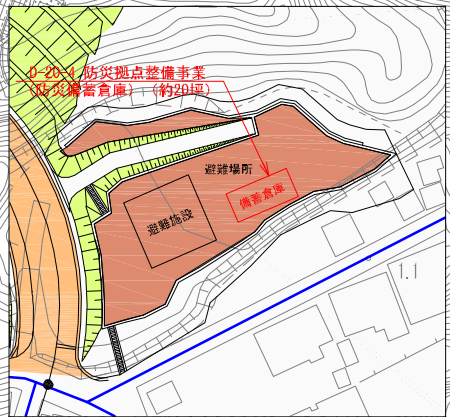 D-20-4 防災拠点整備事業
(防災備蓄倉庫) (約20坪)
避難場所
備蓄倉庫
避難施設
1.1